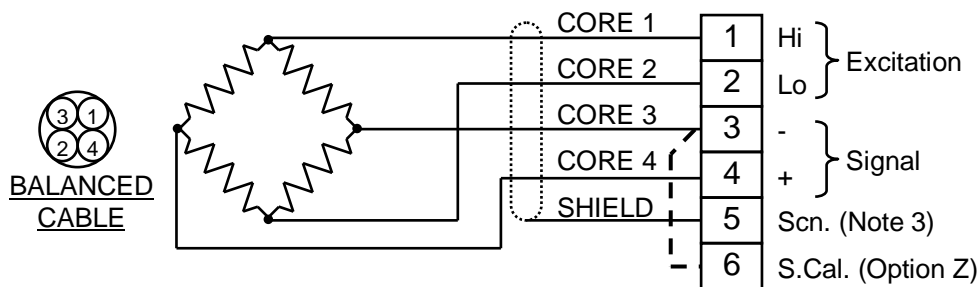 CORE 1
1
Hi
Excitation
CORE 2
2
Lo
3 1
2 4
BALANCED
CABLE
CORE 3
3
-
Signal
CORE 4
4
+
SHIELD
5
Scn. (Note 3)
6
S.Cal. (Option Z)